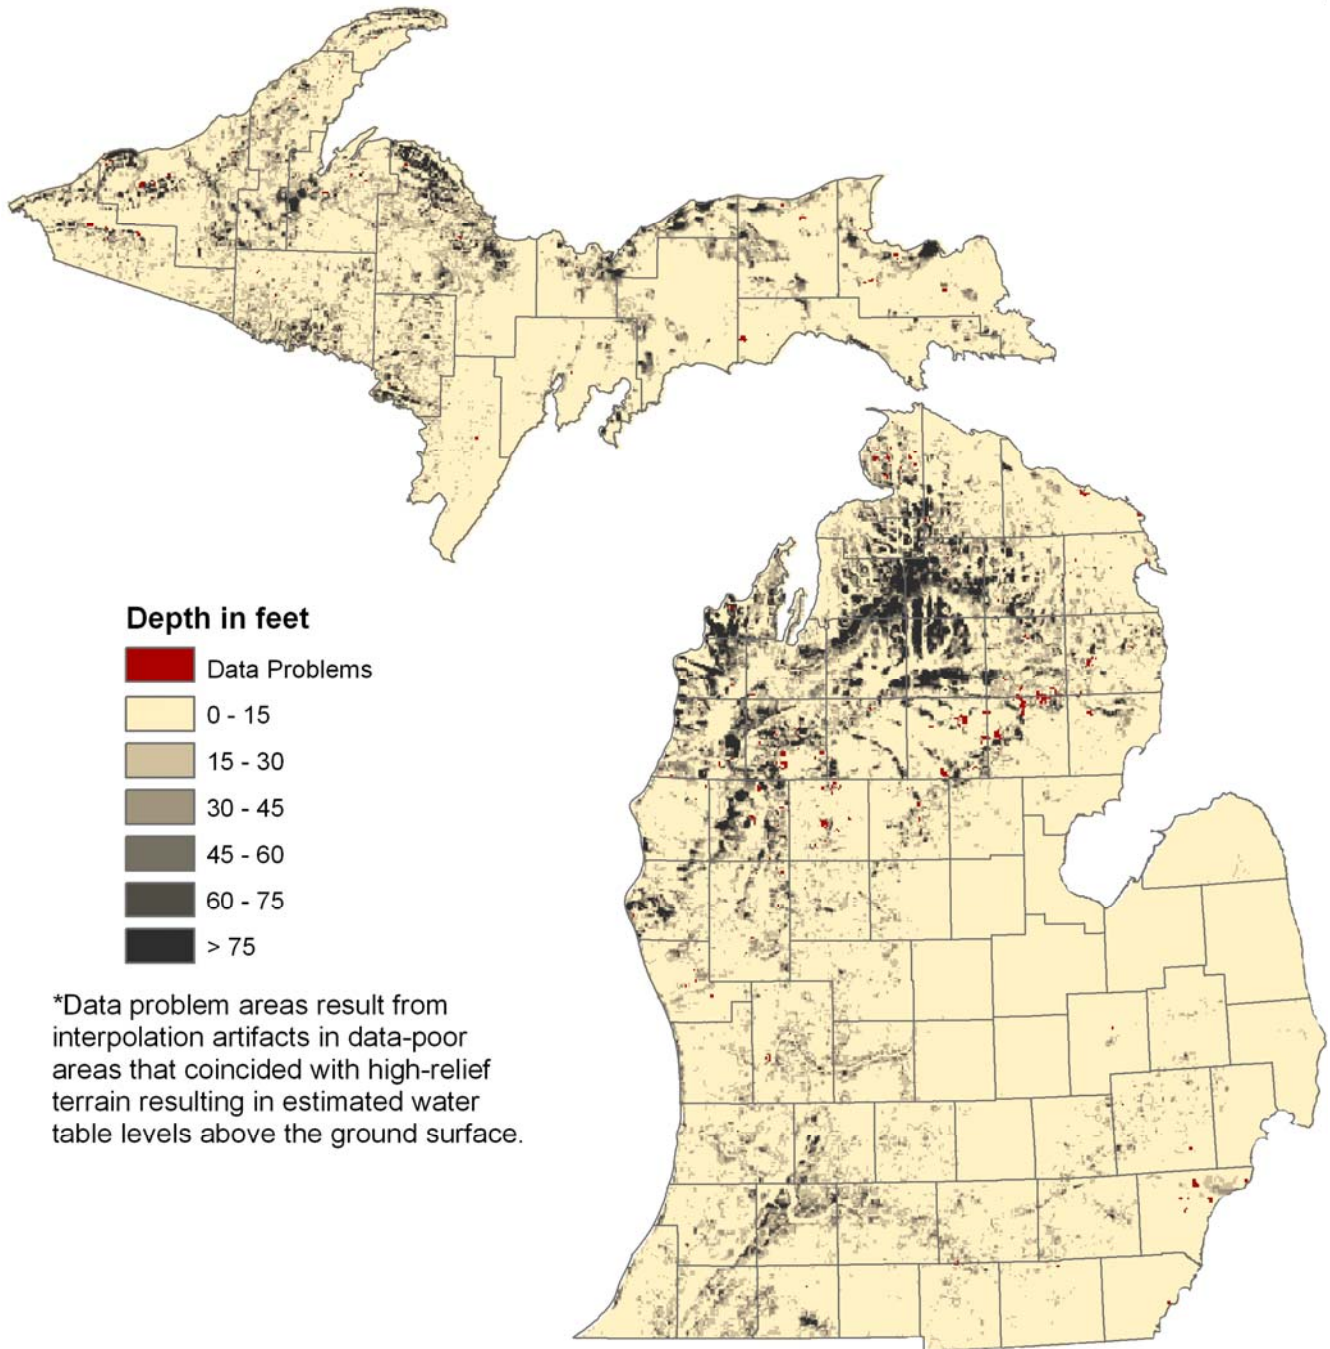 Depth in feet
Data Problems
0 - 15
15 - 30
30 - 45
45 - 60
60 - 75
> 75
*Data problem areas result from
interpolation artifacts in data-poor
areas that coincided with high-relief
terrain resulting in estimated water
table levels above the ground surface.